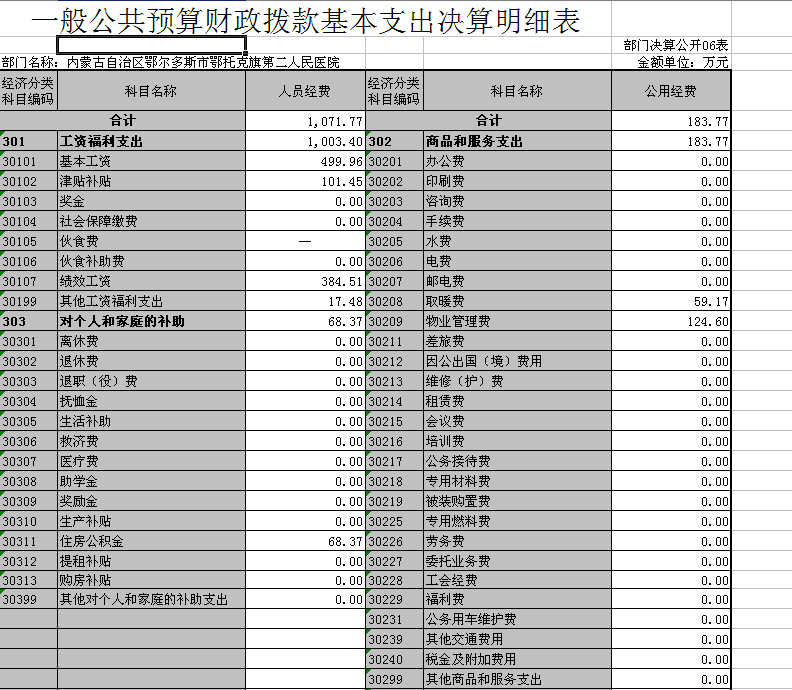 一般公共预算财政拨款基本支出决算明细表
部门决算公开06表
部门名称：内蒙古自治区鄂尔多斯市鄂托克旗第二人民医院 金额单位：万元
经济分类科目编码 科目名称 人员经费 经济分类科目编码 科目名称 公用经费
合计 1,071.77 合计 183.77
301 工资福利支出 1,003.40 302 商品和服务支出 183.77
30101 基本工资 499.96 30201 办公费 0.00
30102 津贴补贴 101.45 30202 印刷费 0.00
30103 奖金 0.00 30203 咨询费 0.00
30104 社会保障缴费 0.00 30204 手续费 0.00
30105 伙食费 — 30205 水费 0.00
30106 伙食补助费 0.00 30206 电费 0.00
30107 绩效工资 384.51 30207 邮电费 0.00
30199 其他工资福利支出 17.48 30208 取暖费 59.17
303 对个人和家庭的补助 68.37 30209 物业管理费 124.60
30301 离休费 0.00 30211 差旅费 0.00
30302 退休费 0.00 30212 因公出国（境）费用 0.00
30303 退职（役）费 0.00 30213 维修（护）费 0.00
30304 抚恤金 0.00 30214 租赁费 0.00
30305 生活补助 0.00 30215 会议费 0.00
30306 救济费 0.00 30216 培训费 0.00
30307 医疗费 0.00 30217 公务接待费 0.00
30308 助学金 0.00 30218 专用材料费 0.00
30309 奖励金 0.00 30219 被装购置费 0.00
30310 生产补贴 0.00 30225 专用燃料费 0.00
30311 住房公积金 68.37 30226 劳务费 0.00
30312 提租补贴 0.00 30227 委托业务费 0.00
30313 购房补贴 0.00 30228 工会经费 0.00
30399 其他对个人和家庭的补助支出 0.00 30229 福利费 0.00
30231 公务用车维护费 0.00
30239 其他交通费用 0.00
30240 税金及附加费用 0.00
30299 其他商品和服务支出 0.00